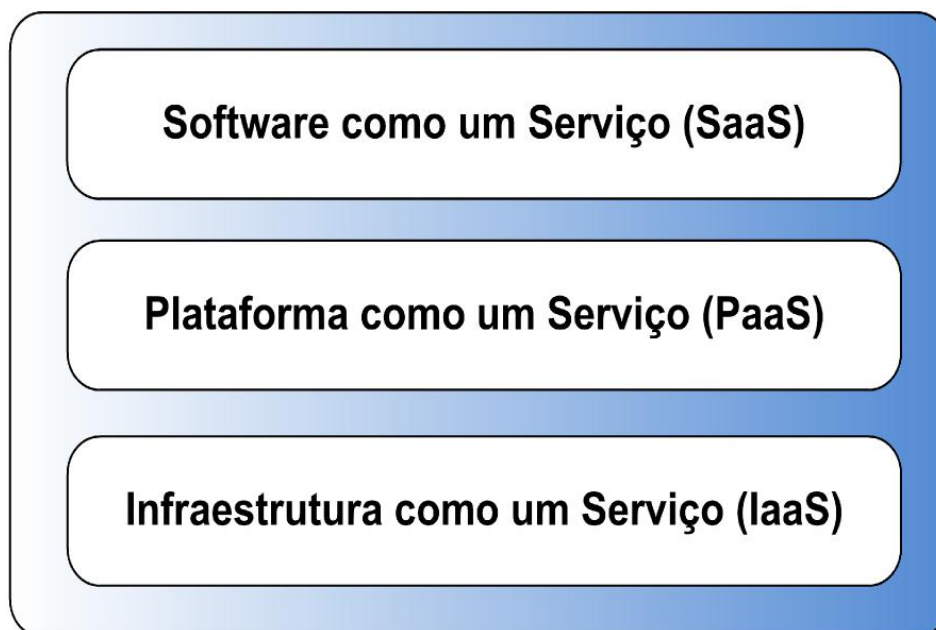 Software como um Serviço (SaaS)
Plataforma como um Serviço (PaaS)
Infraestrutura como um Serviço (IaaS)